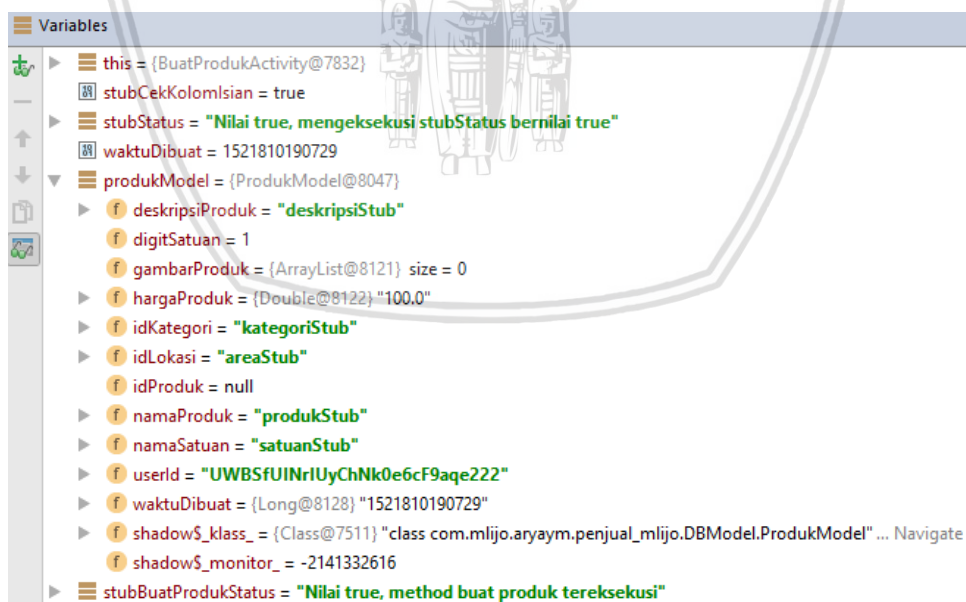 Variables
this = {BuatProdukActivity@7832}
stubCekKolomIsian = true
stubStatus = "Nilai true, mengeksekusi stubStatus bernilai true"
waktuDibuat = 1521810190729
produkModel = {ProdukModel@8047}
f deskripsiProduk = "deskripsiStub"
f digitSatuan = 1
f gambarProduk = {ArrayList@8121} size = 0
f hargaProduk = {Double@8122} "100.0"
f idKategori = "kategoriStub"
f idLokasi = "areaStub"
f idProduk = null
f namaProduk = "produkStub"
f namaSatuan = "satuanStub"
f userId = "UWBSfUINrIUyChNk0e6cF9aqe222"
f waktuDibuat = {Long@8128} "1521810190729"
f shadow$_klass_ = {Class@7511} "class com.mlijo.aryaym.penjual_mlijo.DBModel.ProdukModel" ... Navigate
f shadow$_monitor_ = -2141332616
stubBuatProdukStatus = "Nilai true, method buat produk tereksekusi"